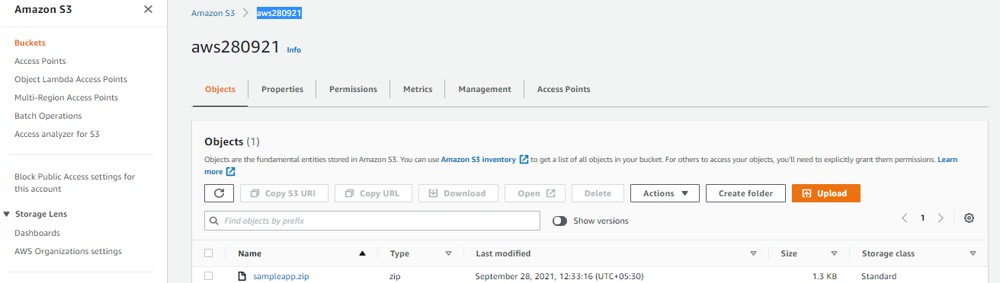 Amazon S3
Buckets
Access Points
Object Lambda Access Points
Multi-Region Access Points
Batch Operations
Access analyzer for S3
Block Public Access settings for
this account
Storage Lens
Dashboards
AWS Organizations settings
Amazon S3 aws280921
aws280921 Info
Objects Properties Permissions Metrics Management Access Points
Objects (1)
Objects are the fundamental entities stored in Amazon S3. You can use Amazon S3 inventory to get a list of all objects in your bucket. For others to access your objects, you'll need to explicitly grant them permissions. Learn
more
Copy S3 URI Copy URL Download Open Delete Actions Create folder Upload
Find objects by prefix Show versions 1
Name Type Last modified Size Storage class
sampleapp.zip zip September 28, 2021, 12:33:16 (UTC+05:30) 1.3 KB Standard